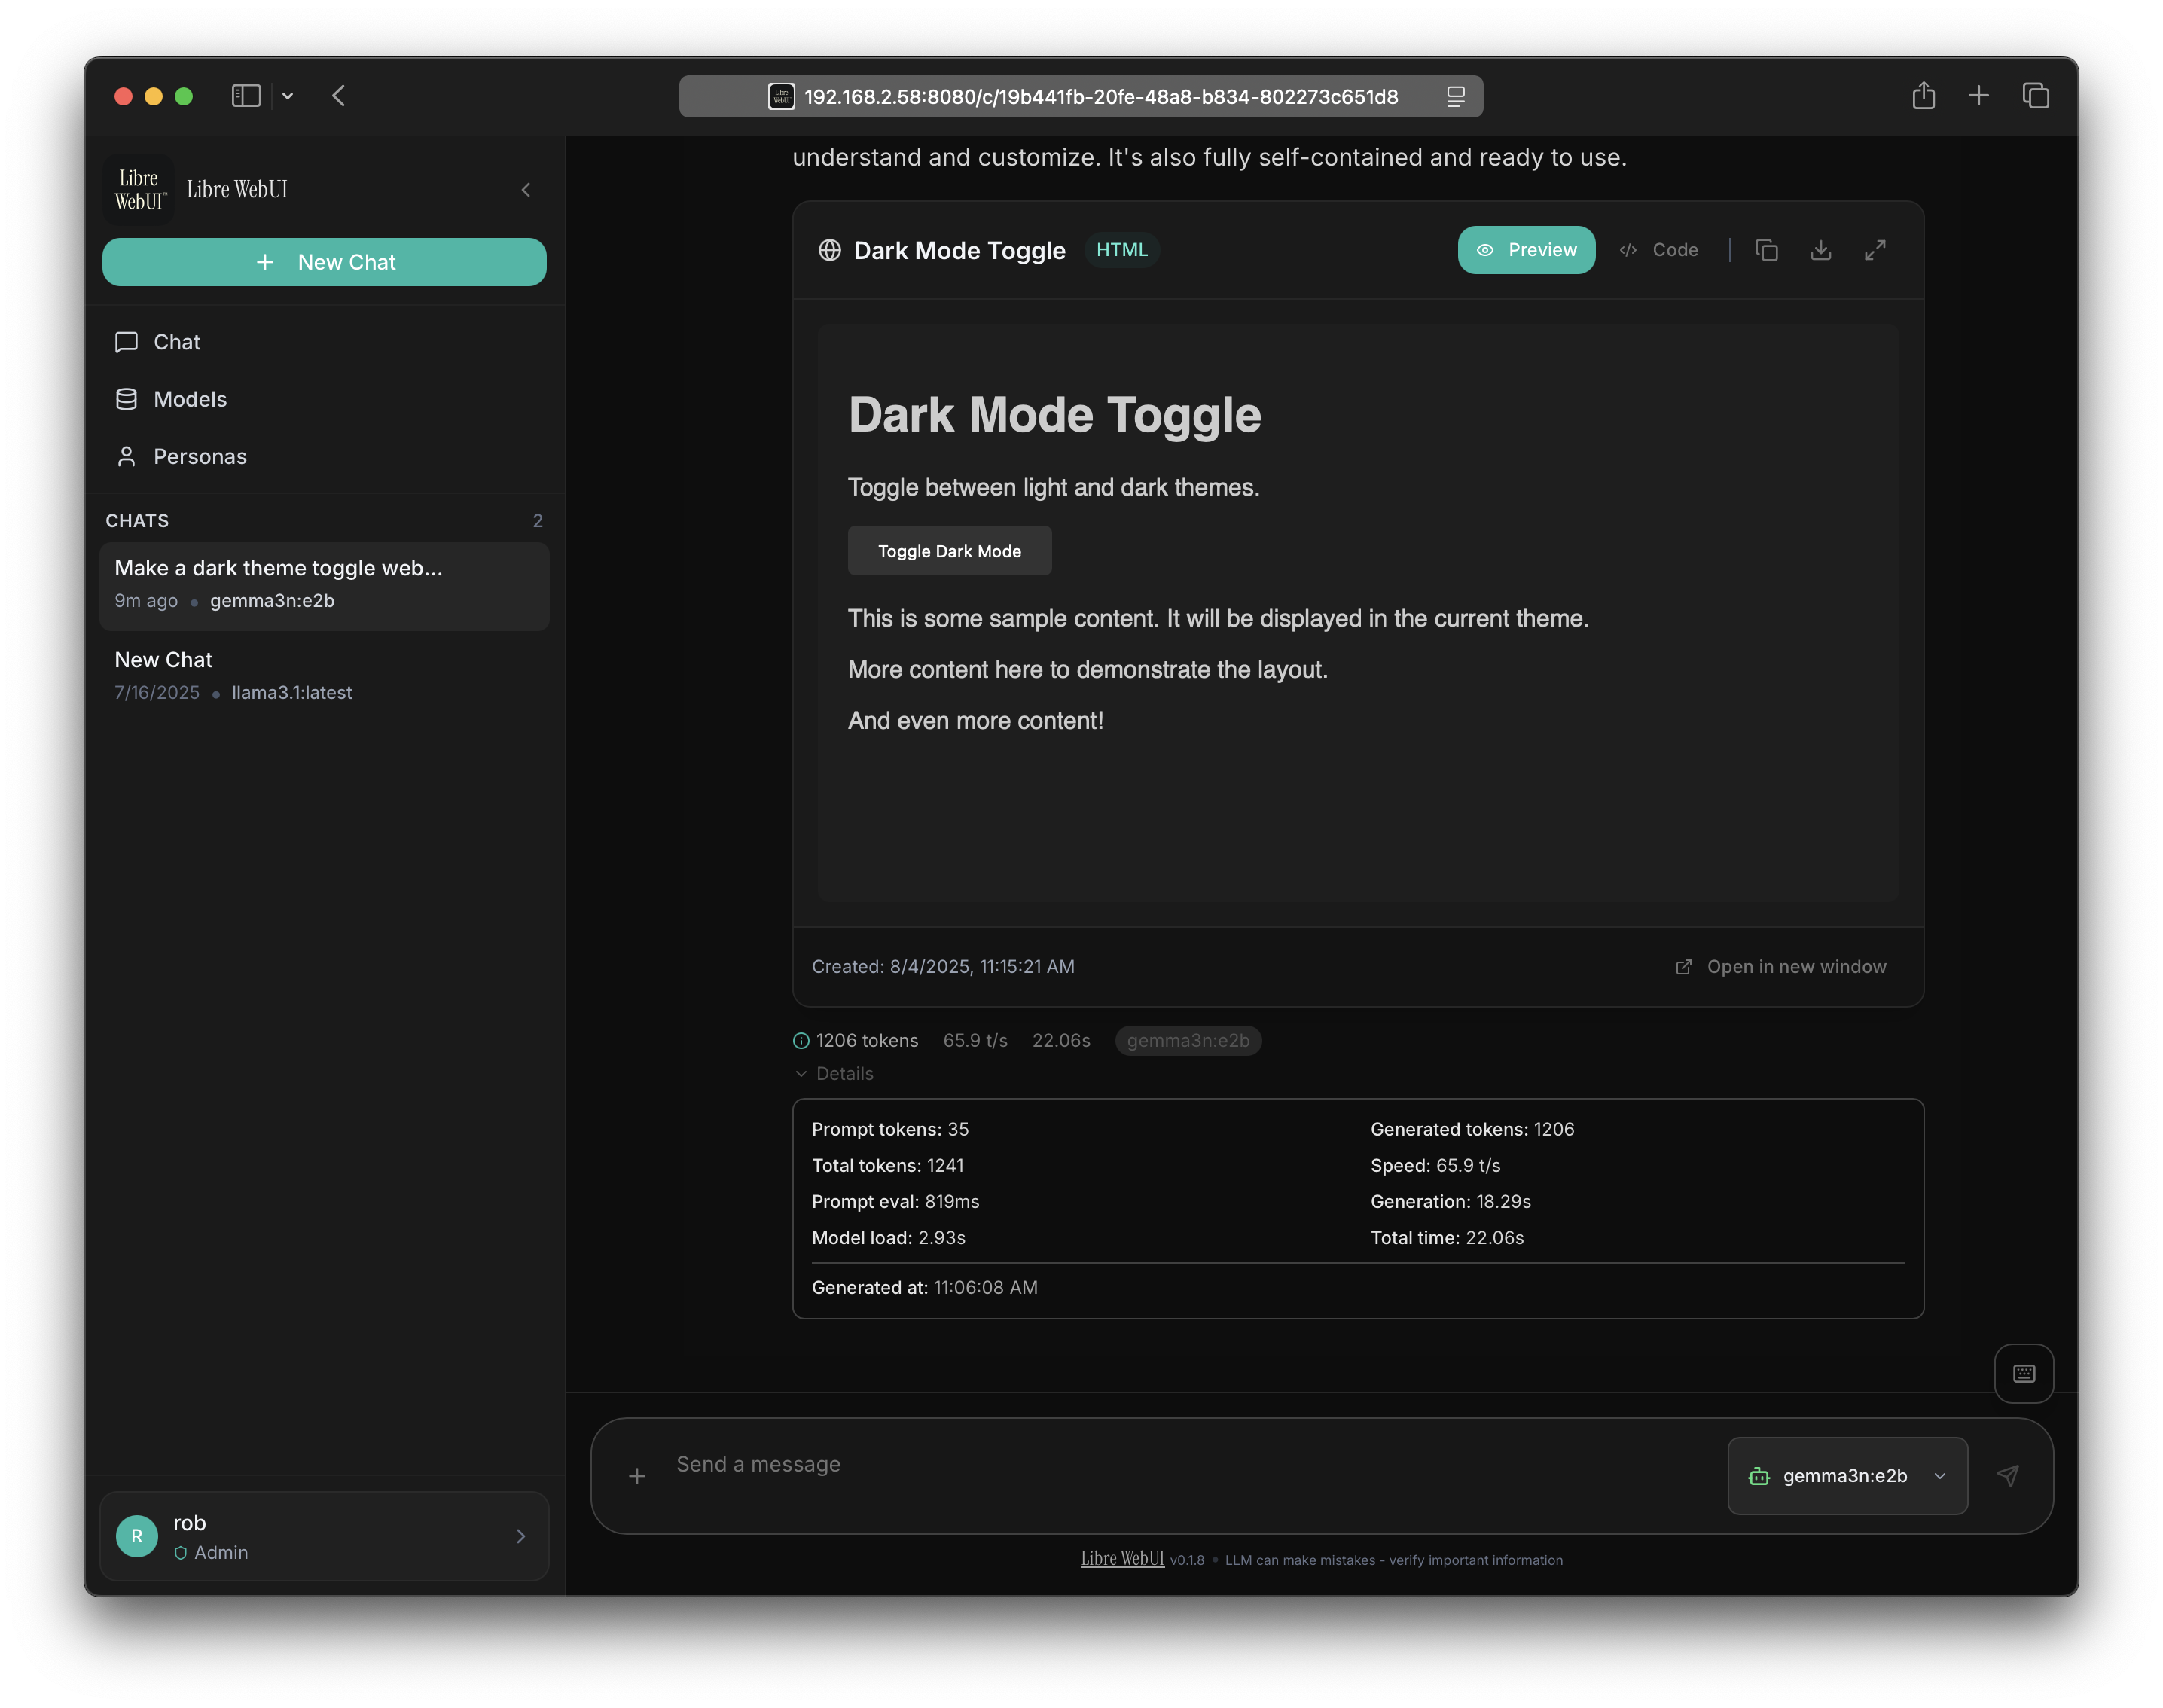 192.168.2.58:8080/c/19b441fb-20fe-48a8-b834-802273c651d8
Libre
WebUI™
Libre WebUI
New Chat
Chat
Models
Personas
CHATS 2
Make a dark theme toggle web...
9m ago • gemma3n:e2b
New Chat
7/16/2025 • llama3.1:latest
rob
R
Admin
understand and customize. It's also fully self-contained and ready to use.
Dark Mode Toggle HTML Preview </> Code
Dark Mode Toggle
Toggle between light and dark themes.
Toggle Dark Mode
This is some sample content. It will be displayed in the current theme.
More content here to demonstrate the layout.
And even more content!
Created: 8/4/2025, 11:15:21 AM Open in new window
1206 tokens 65.9 t/s 22.06s gemma3n:e2b
Details
Prompt tokens: 35 Generated tokens: 1206
Total tokens: 1241 Speed: 65.9 t/s
Prompt eval: 819ms Generation: 18.29s
Model load: 2.93s Total time: 22.06s
Generated at: 11:06:08 AM
Send a message gemma3n:e2b
Libre WebUI v0.1.8 • LLM can make mistakes - verify important information